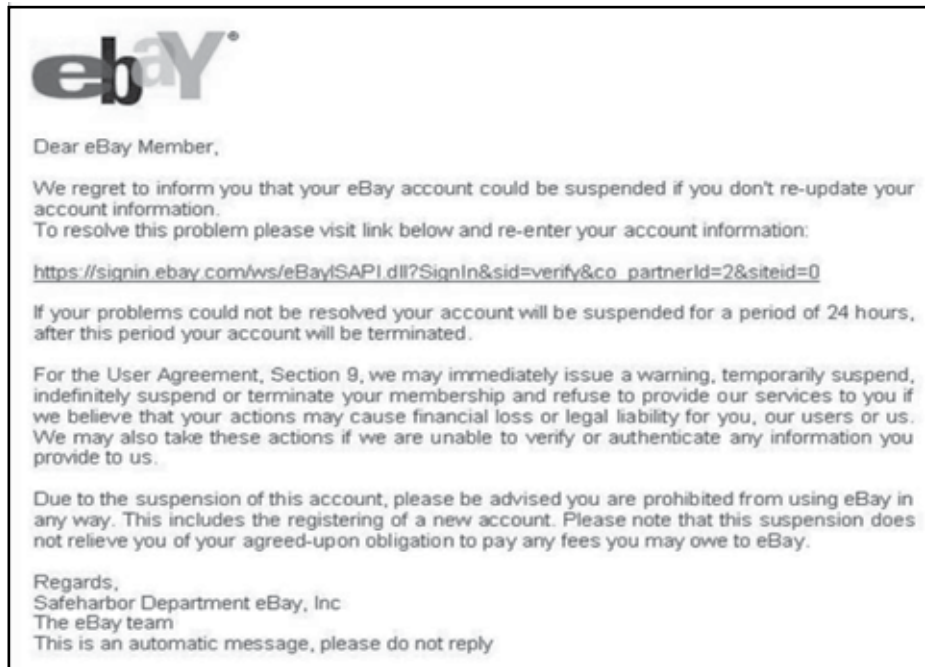 ebaY®
Dear eBay Member,
We regret to inform you that your eBay account could be suspended if you don't re-update your
account information.
To resolve this problem please visit link below and re-enter your account information:
https://signin.ebay.com/ws/eBayISAPI.dll?SignIn&sid=verify&co_partnerId=2&siteid=0
If your problems could not be resolved your account will be suspended for a period of 24 hours,
after this period your account will be terminated.
For the User Agreement, Section 9, we may immediately issue a warning, temporarily suspend,
indefinitely suspend or terminate your membership and refuse to provide our services to you if
we believe that your actions may cause financial loss or legal liability for you, our users or us.
We may also take these actions if we are unable to verify or authenticate any information you
provide to us.
Due to the suspension of this account, please be advised you are prohibited from using eBay in
any way. This includes the registering of a new account. Please note that this suspension does
not relieve you of your agreed-upon obligation to pay any fees you may owe to eBay.
Regards,
Safeharbor Department eBay, Inc
The eBay team
This is an automatic message, please do not reply